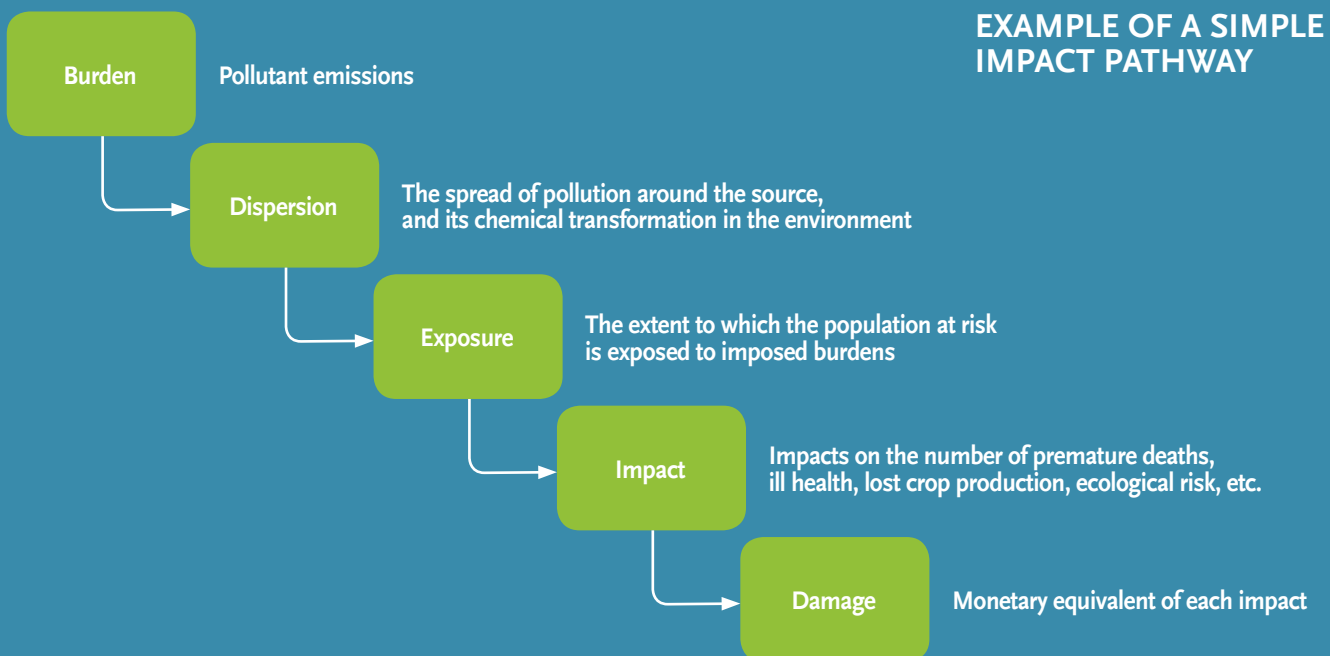 EXAMPLE OF A SIMPLE
IMPACT PATHWAY
Burden
Pollutant emissions
Dispersion
The spread of pollution around the source,
and its chemical transformation in the environment
Exposure
The extent to which the population at risk
is exposed to imposed burdens
Impact
Impacts on the number of premature deaths,
ill health, lost crop production, ecological risk, etc.
Damage
Monetary equivalent of each impact